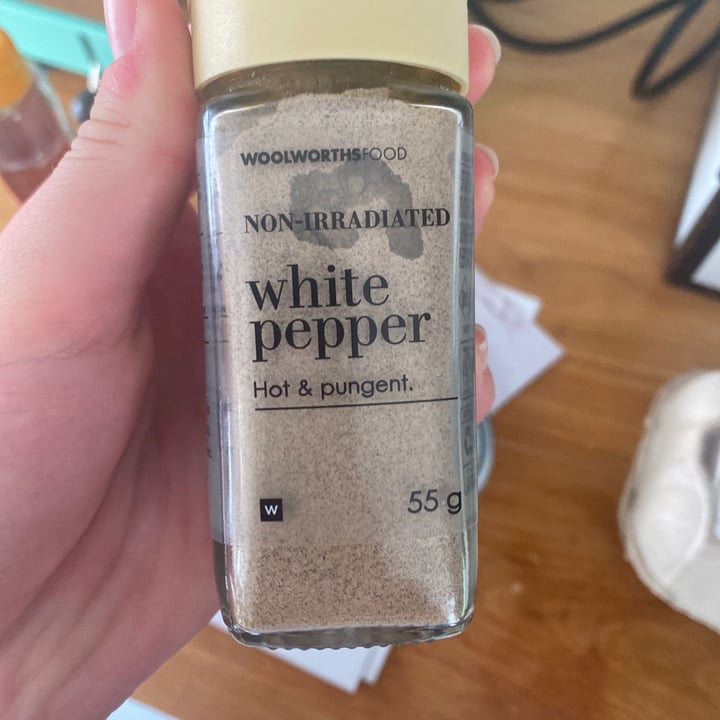 WOOLWORTHSFOOD
NON-IRRADIATED
white
pepper
Hot & pungent.
W
55 g